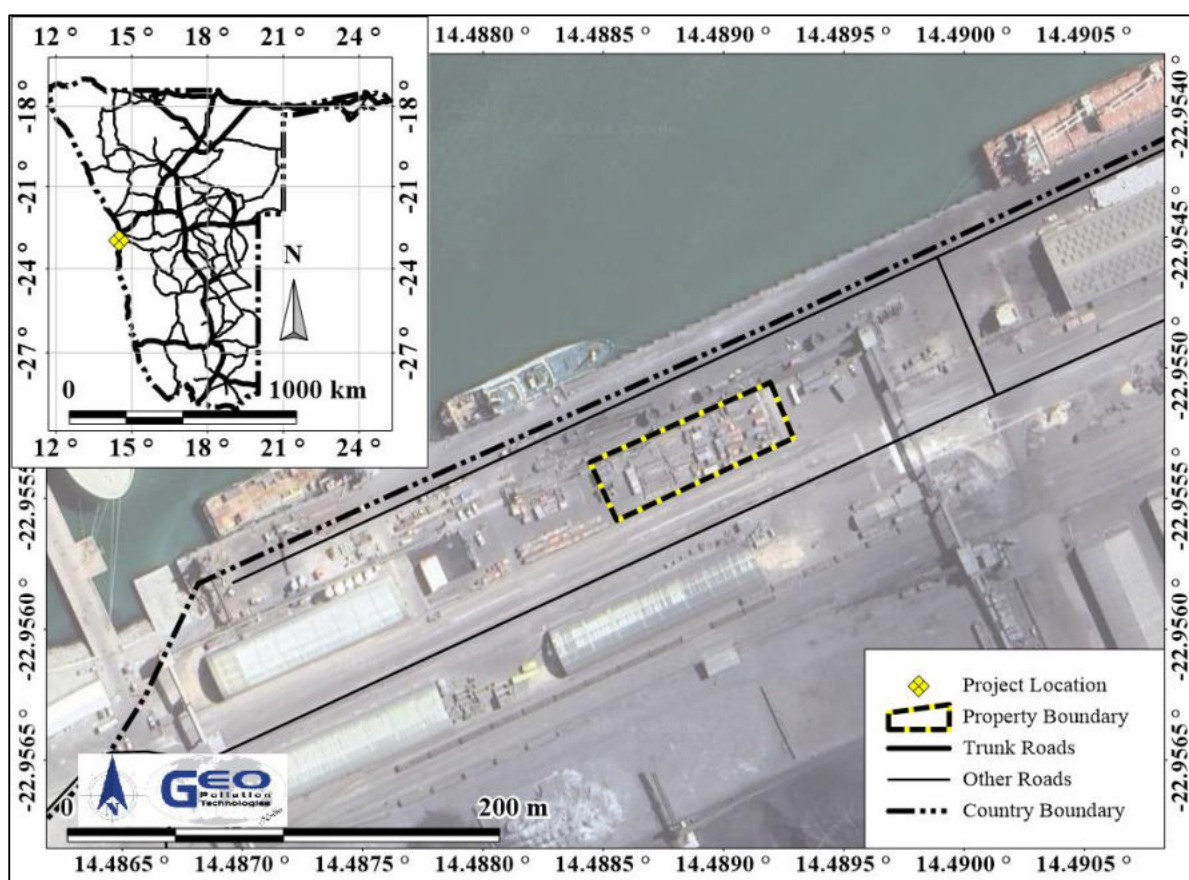 12 ° 15 ° 18 ° 21 ° 24 °
14.4880 ° 14.4885 ° 14.4890 ° 14.4895 ° 14.4900 ° 14.4905 °
-18 °
-21 °
-24 °
-27 °
-18 °
-21 °
-24 °
-27 °
N
0 1000 km
12 ° 15 ° 18 ° 21 ° 24 °
-22.9540 °
-22.9545 °
-22.9550 °
-22.9555 °
-22.9560 °
-22.9565 °
-22.9555 °
-22.9560 °
-22.9565 °
Project Location
Property Boundary
Trunk Roads
Other Roads
Country Boundary
N
GEO
Pollution
Technologies
0 200 m
14.4865 ° 14.4870 ° 14.4875 ° 14.4880 ° 14.4885 ° 14.4890 ° 14.4895 ° 14.4900 ° 14.4905 °